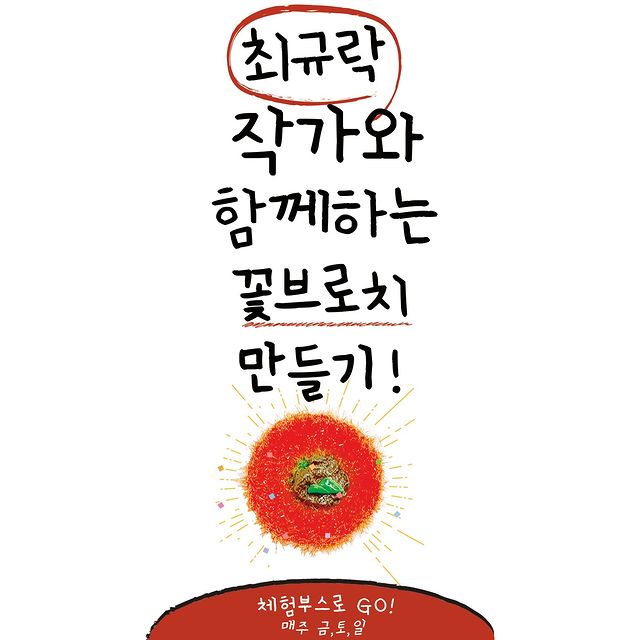 최규락
작가와
함께하는
꽃브로치
만들기!
체험부스로 GO!
매주 금,토,일